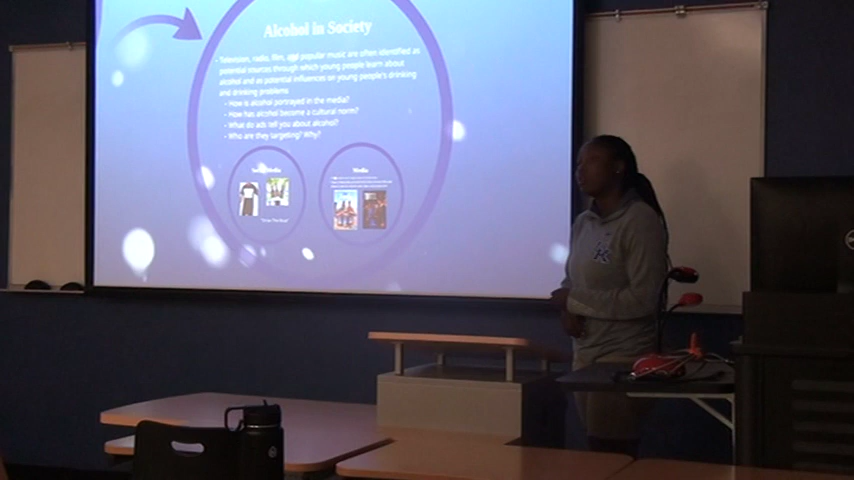 Alcohol in Society
- Television, radio, film, and popular music are often identified as
potential sources through which young people learn about
alcohol and as potential influences on young people's drinking
and drinking problems
- How is alcohol portrayed in the media?
- How has alcohol become a cultural norm?
- What do ads tell you about alcohol?
- Who are they targeting? Why?
Media
Media
K